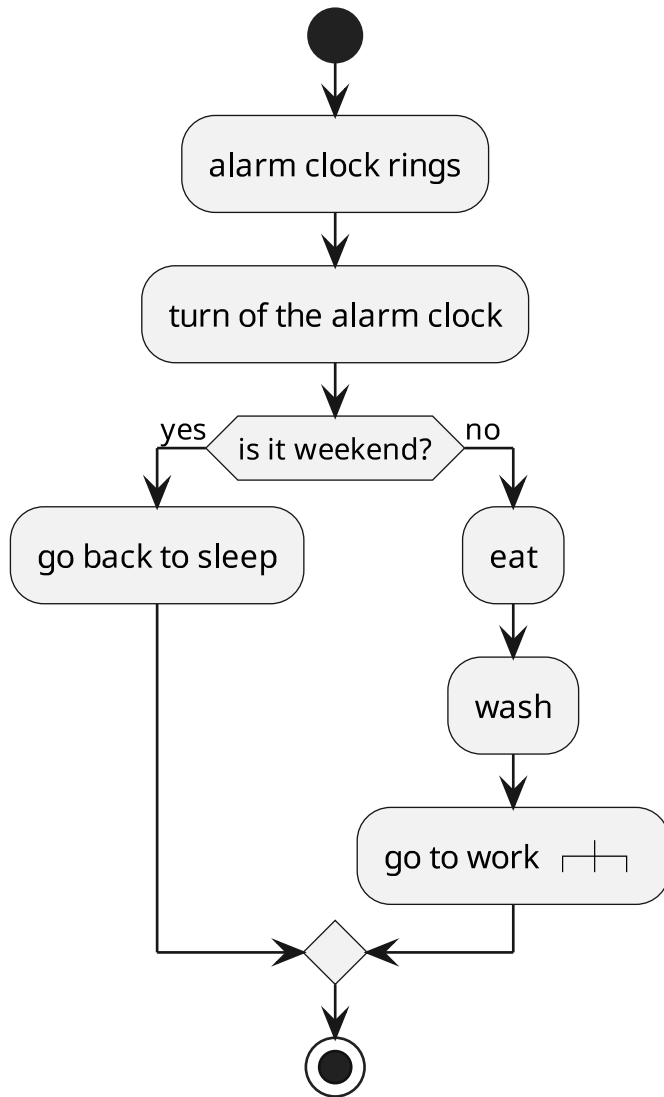 alarm clock rings
turn of the alarm clock
yes
is it weekend?
no
go back to sleep
eat
wash
go to work